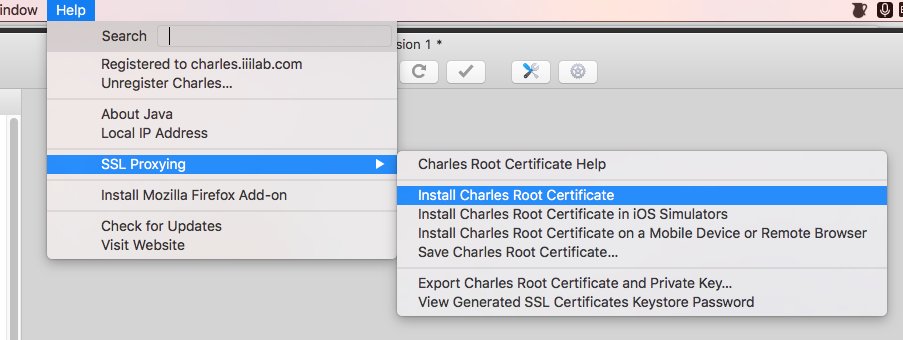 Help
Search
sion 1 *
Registered to charles.iiilab.com
Unregister Charles...
About Java
Local IP Address
SSL Proxying
Charles Root Certificate Help
Install Charles Root Certificate
Install Charles Root Certificate in iOS Simulators
Install Charles Root Certificate on a Mobile Device or Remote Browser
Save Charles Root Certificate...
Export Charles Root Certificate and Private Key...
View Generated SSL Certificates Keystore Password
Install Mozilla Firefox Add-on
Check for Updates
Visit Website